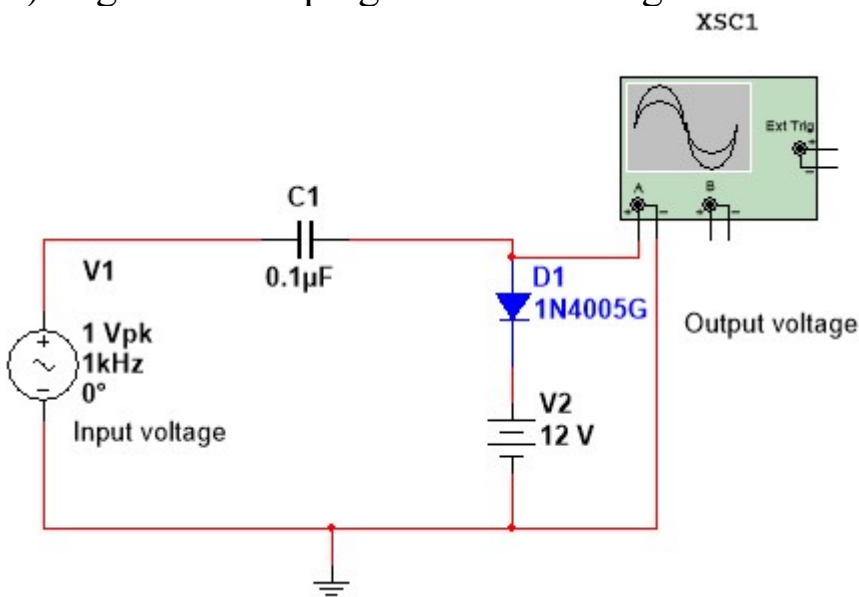 XSC1
Ext Trig
+
−
A
B
+ − + −
C1
0.1µF
V1
1 Vpk
1kHz
0°
Input voltage
D1
1N4005G
Output voltage
V2
12 V